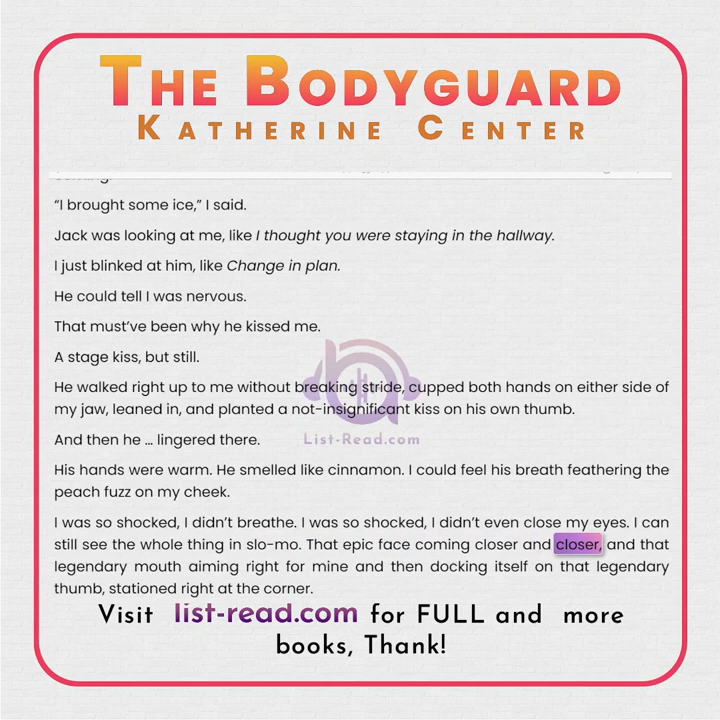 THE BODYGUARD
KATHERINE CENTER
“I brought some ice,” I said.
Jack was looking at me, like I thought you were staying in the hallway.
I just blinked at him, like Change in plan.
He could tell I was nervous.
That must’ve been why he kissed me.
A stage kiss, but still.
He walked right up to me without breaking stride, cupped both hands on either side of
my jaw, leaned in, and planted a not-insignificant kiss on his own thumb.
And then he … lingered there.
List-Read.com
His hands were warm. He smelled like cinnamon. I could feel his breath feathering the
peach fuzz on my cheek.
I was so shocked, I didn’t breathe. I was so shocked, I didn’t even close my eyes. I can
still see the whole thing in slo-mo. That epic face coming closer and closer, and that
legendary mouth aiming right for mine and then docking itself on that legendary
thumb, stationed right at the corner.
Visit list-read.com for FULL and more
books, Thank!